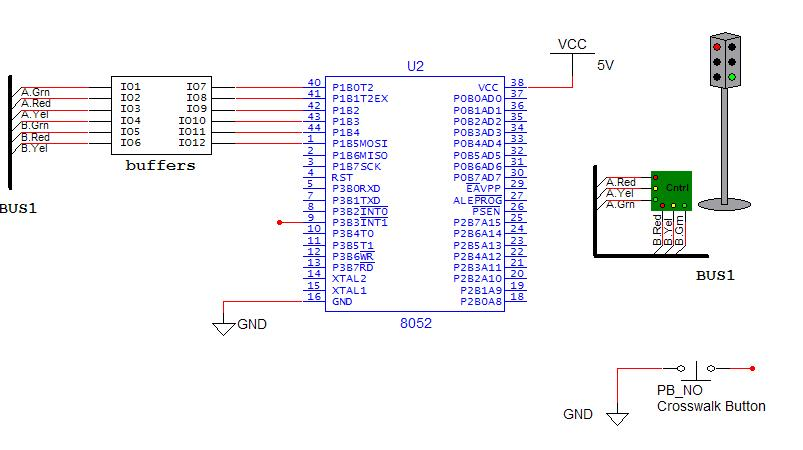 VCC
5V
U2
BUS1
A.Grn
A.Red
A.Yel
B.Grn
B.Red
B.Yel
IO1 IO7
IO2 IO8
IO3 IO9
IO4 IO10
IO5 IO11
IO6 IO12
buffers
40 P1B0T2 VCC 38
41 P1B1T2EX P0B0AD0 37
42 P1B2 P0B1AD1 36
43 P1B3 P0B2AD2 35
44 P1B4 P0B3AD3 34
1 P1B5MOSI P0B4AD4 33
2 P1B6MISO P0B5AD5 32
3 P1B7SCK P0B6AD6 31
4 RST P0B7AD7 30
5 P3B0RXD EAVPP 29
7 P3B1TXD ALEPROG 27
8 P3B2INT0 PSEN 26
9 P3B3INT1 P2B7A15 25
10 P3B4T0 P2B6A14 24
11 P3B5T1 P2B5A13 23
12 P3B6WR P2B4A12 22
13 P3B7RD P2B3A11 21
14 XTAL2 P2B2A10 20
15 XTAL1 P2B1A9 19
16 GND P2B0A8 18
8052
GND
A.Red
A.Yel
A.Grn
Cntrl
B.Red
B.Yel
B.Grn
BUS1
PB_NO
Crosswalk Button
GND